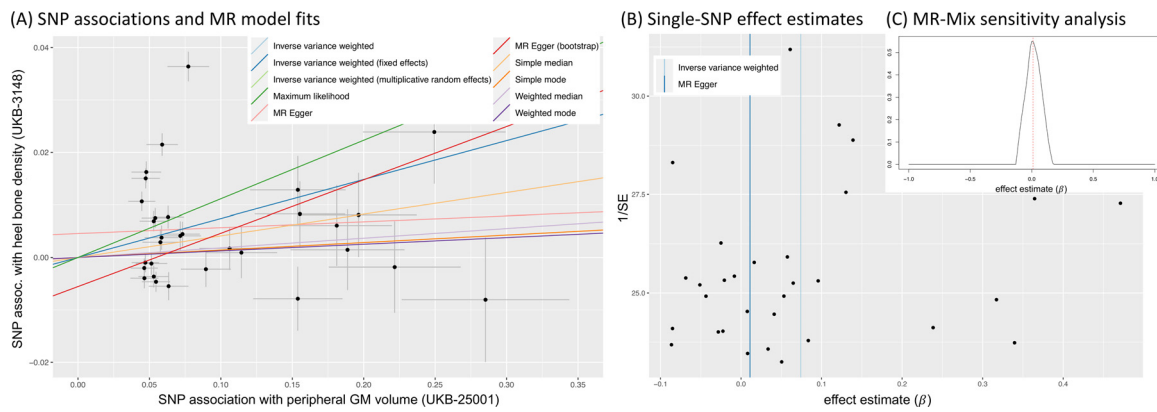 (A) SNP associations and MR model fits
SNP assoc. with heel bone density (UKB-3148)
0.04
0.02
0.00
−0.02
Inverse variance weighted
Inverse variance weighted (fixed effects)
Inverse variance weighted (multiplicative random effects)
Maximum likelihood
MR Egger
MR Egger (bootstrap)
Simple median
Simple mode
Weighted median
Weighted mode
0.00 0.05 0.10 0.15 0.20 0.25 0.30 0.35
SNP association with peripheral GM volume (UKB-25001)
(B) Single-SNP effect estimates
1/SE
30.0
27.5
25.0
Inverse variance weighted
MR Egger
−0.1 0.0 0.1 0.2 0.3 0.4
effect estimate (β)
(C) MR-Mix sensitivity analysis
0.5
0.4
0.3
0.2
0.1
0.0
-1.0 -0.5 0.0 0.5 1.0
effect estimate (β)